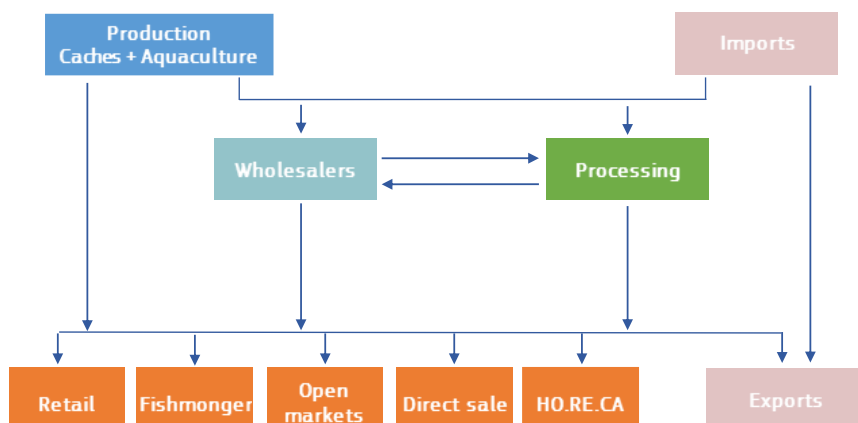 Production
Caches + Aquaculture
Imports
Wholesalers
Processing
Retail
Fishmonger
Open
markets
Direct sale
HO.RE.CA
Exports